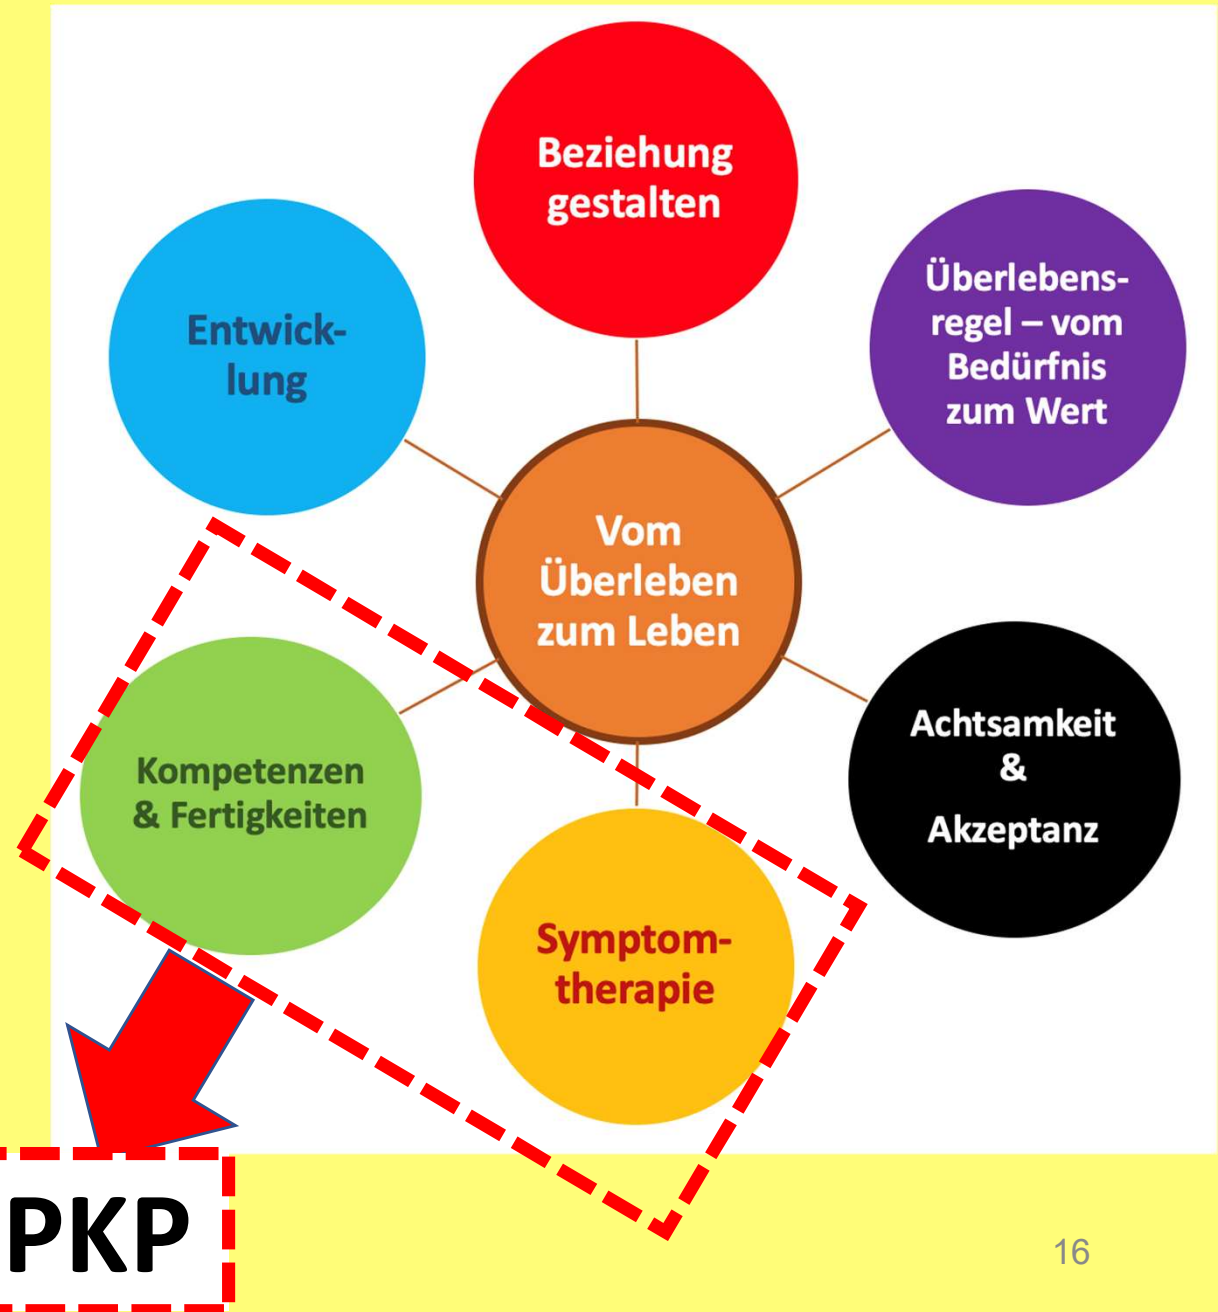 Beziehung
gestalten
Überlebens-
regel – vom
Bedürfnis
zum Wert
Entwick-
lung
Vom
Überleben
zum Leben
Achtsamkeit
&
Akzeptanz
Kompetenzen
& Fertigkeiten
Symptom-
therapie
PKP
16